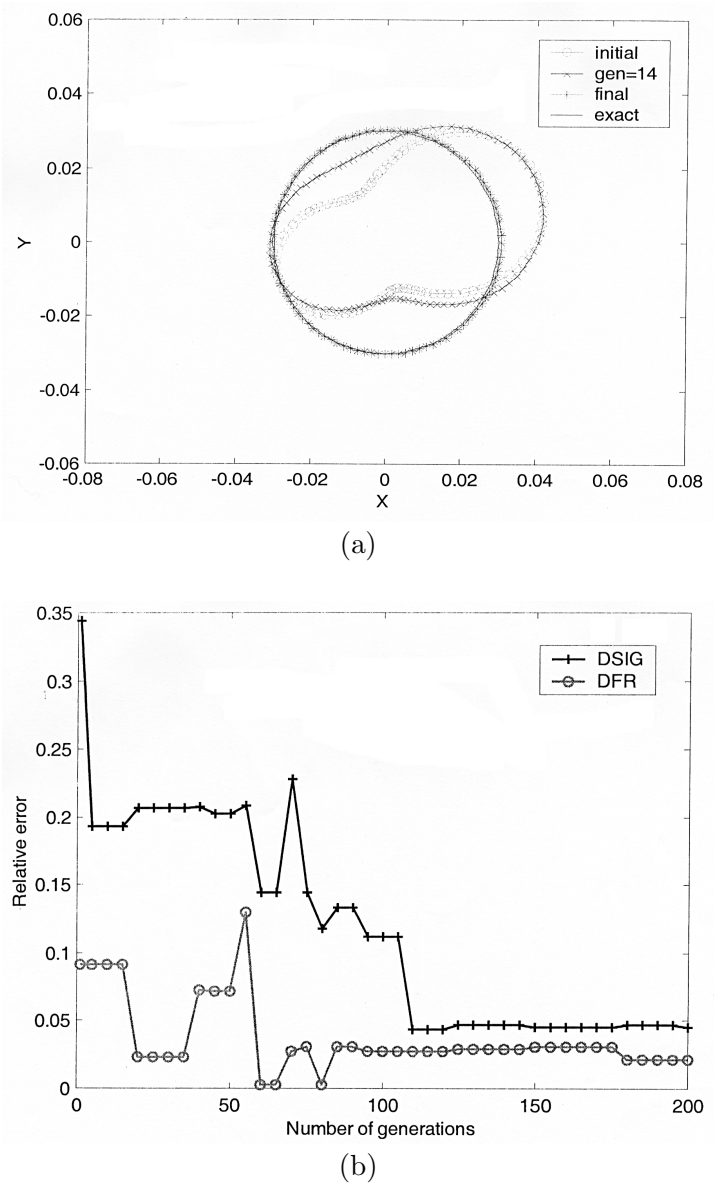 0.06
0.04
0.02
0
-0.02
-0.04
-0.06
Y
initial
gen=14
final
exact
-0.08 -0.06 -0.04 -0.02 0 0.02 0.04 0.06 0.08
X
(a)
0.35
0.3
0.25
0.2
0.15
0.1
0.05
0
Relative error
DSIG
DFR
0 50 100 150 200
Number of generations
(b)